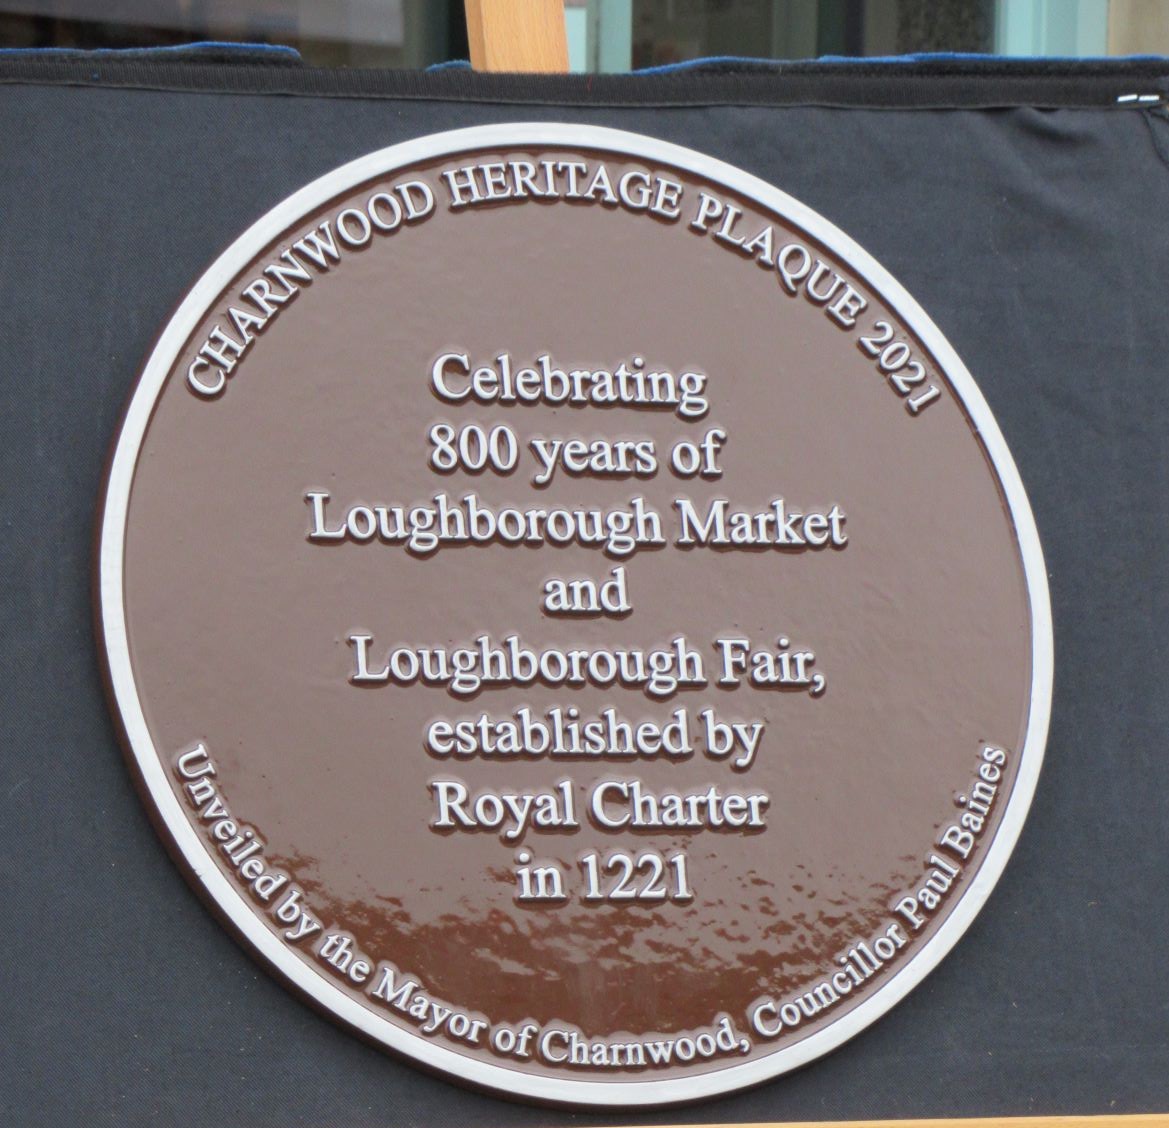 CHARNWOOD HERITAGE PLAQUE 2021
Celebrating
800 years of
Loughborough Market
and
Loughborough Fair,
established by
Royal Charter
in 1221
Unveiled by the Mayor of Charnwood, Councillor Paul Baines